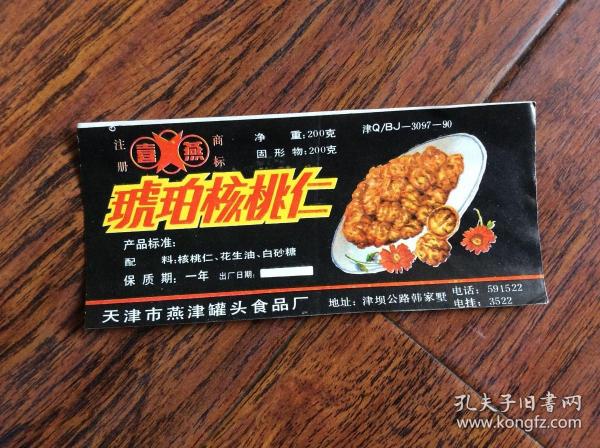 注册 喜燕 商标
净 重:200克
固形物:200克
津Q/BJ—3097—90
琥珀核桃仁
产品标准:
配 料:核桃仁、花生油、白砂糖
保质期:一年 出厂日期:
天津市燕津罐头食品厂
地址:津坝公路韩家墅
电话:591522
电挂:3522
孔夫子旧书网
www.kongfz.com